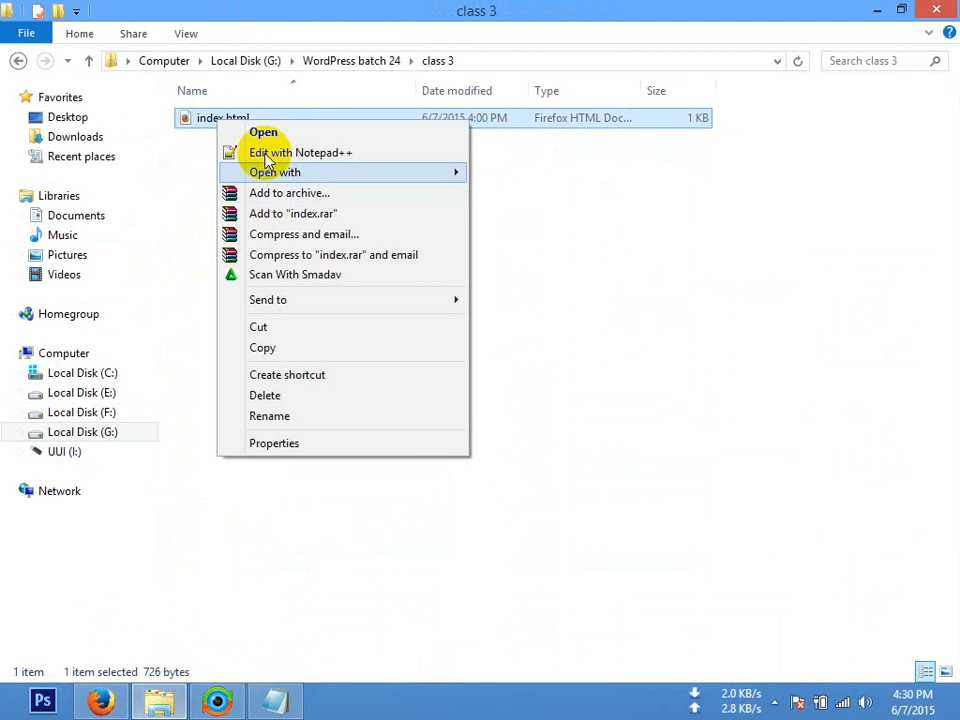 class 3
File Home Share View
Computer Local Disk (G:) WordPress batch 24 class 3
Search class 3
Name Date modified Type Size
Favorites
Desktop
Downloads
Recent places
Libraries
Documents
Music
Pictures
Videos
Homegroup
Computer
Local Disk (C:)
Local Disk (E:)
Local Disk (F:)
Local Disk (G:)
UUI (I:)
Network
index.html 6/7/2015 4:00 PM Firefox HTML Doc... 1 KB
Open
Edit with Notepad++
Open with
Add to archive...
Add to "index.rar"
Compress and email...
Compress to "index.rar" and email
Scan With Smadav
Send to
Cut
Copy
Create shortcut
Delete
Rename
Properties
1 item 1 item selected 726 bytes
Ps
2.0 KB/s
2.8 KB/s
4:30 PM
6/7/2015